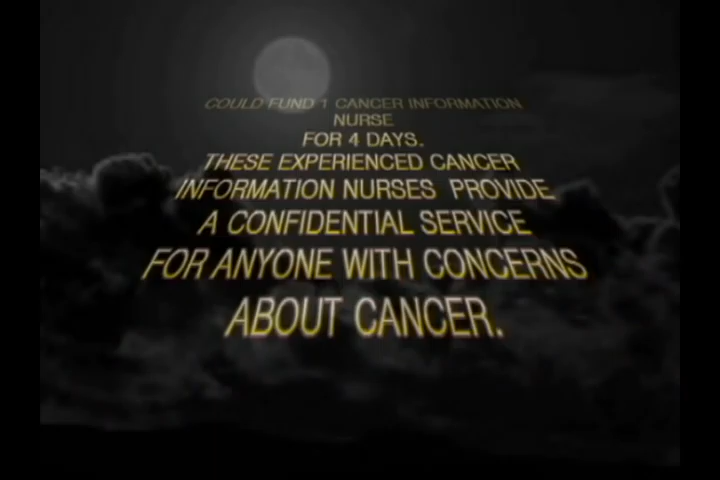 COULD FUND 1 CANCER INFORMATION
NURSE
FOR 4 DAYS.
THESE EXPERIENCED CANCER
INFORMATION NURSES PROVIDE
A CONFIDENTIAL SERVICE
FOR ANYONE WITH CONCERNS
ABOUT CANCER.